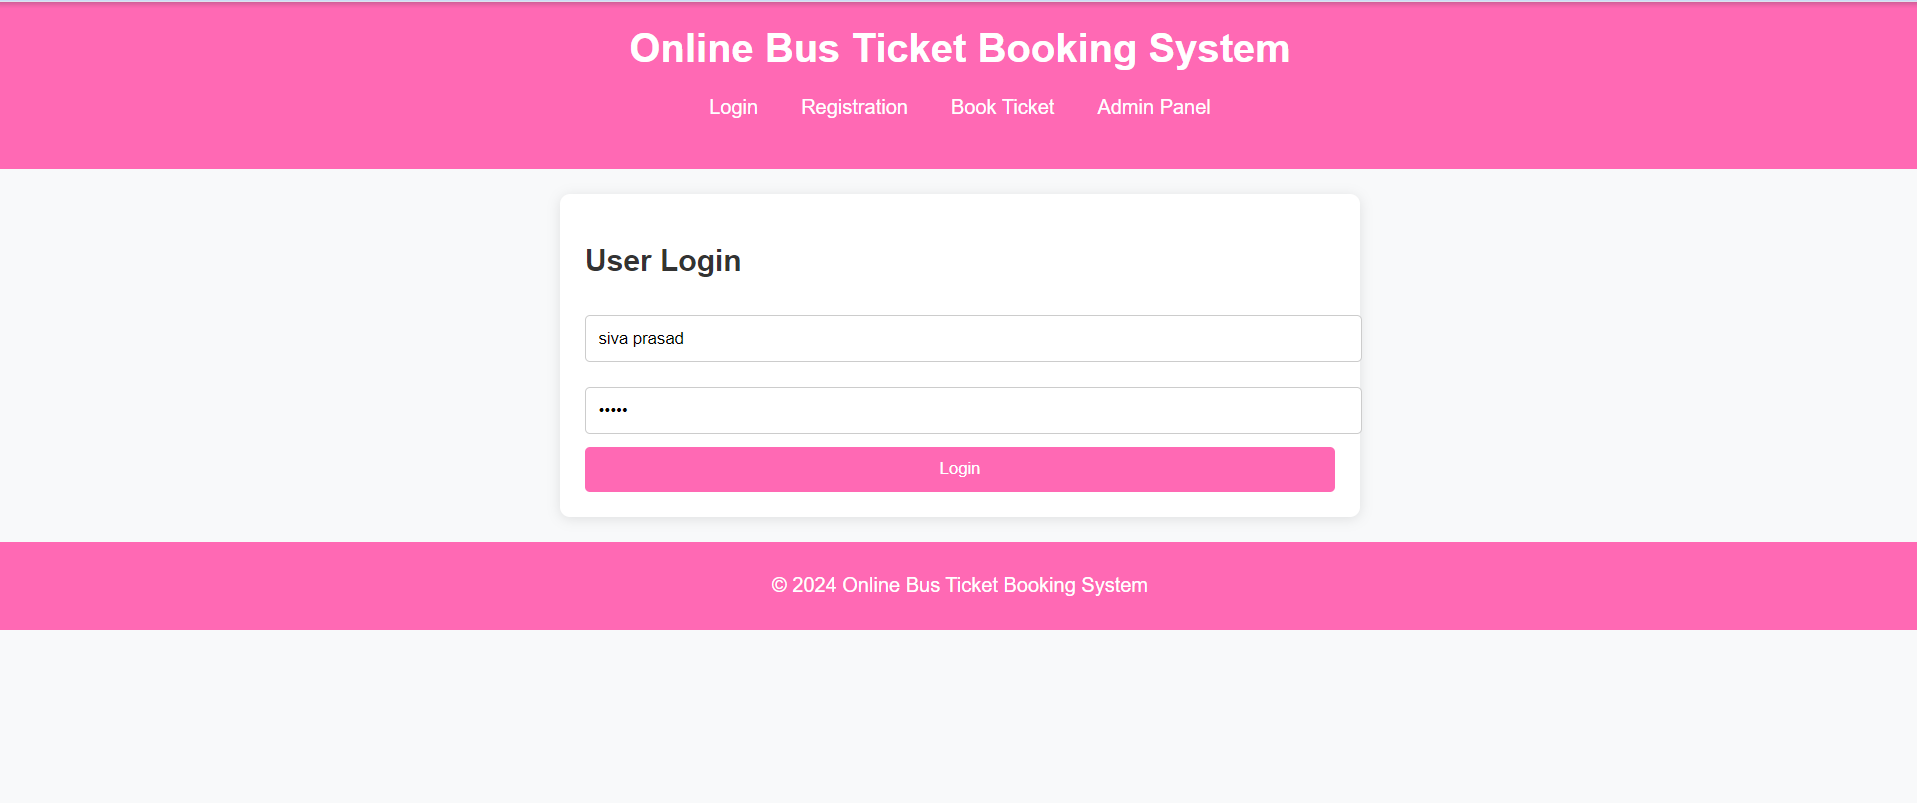 Online Bus Ticket Booking System
Login Registration Book Ticket Admin Panel
User Login
siva prasad
•••••
Login
© 2024 Online Bus Ticket Booking System